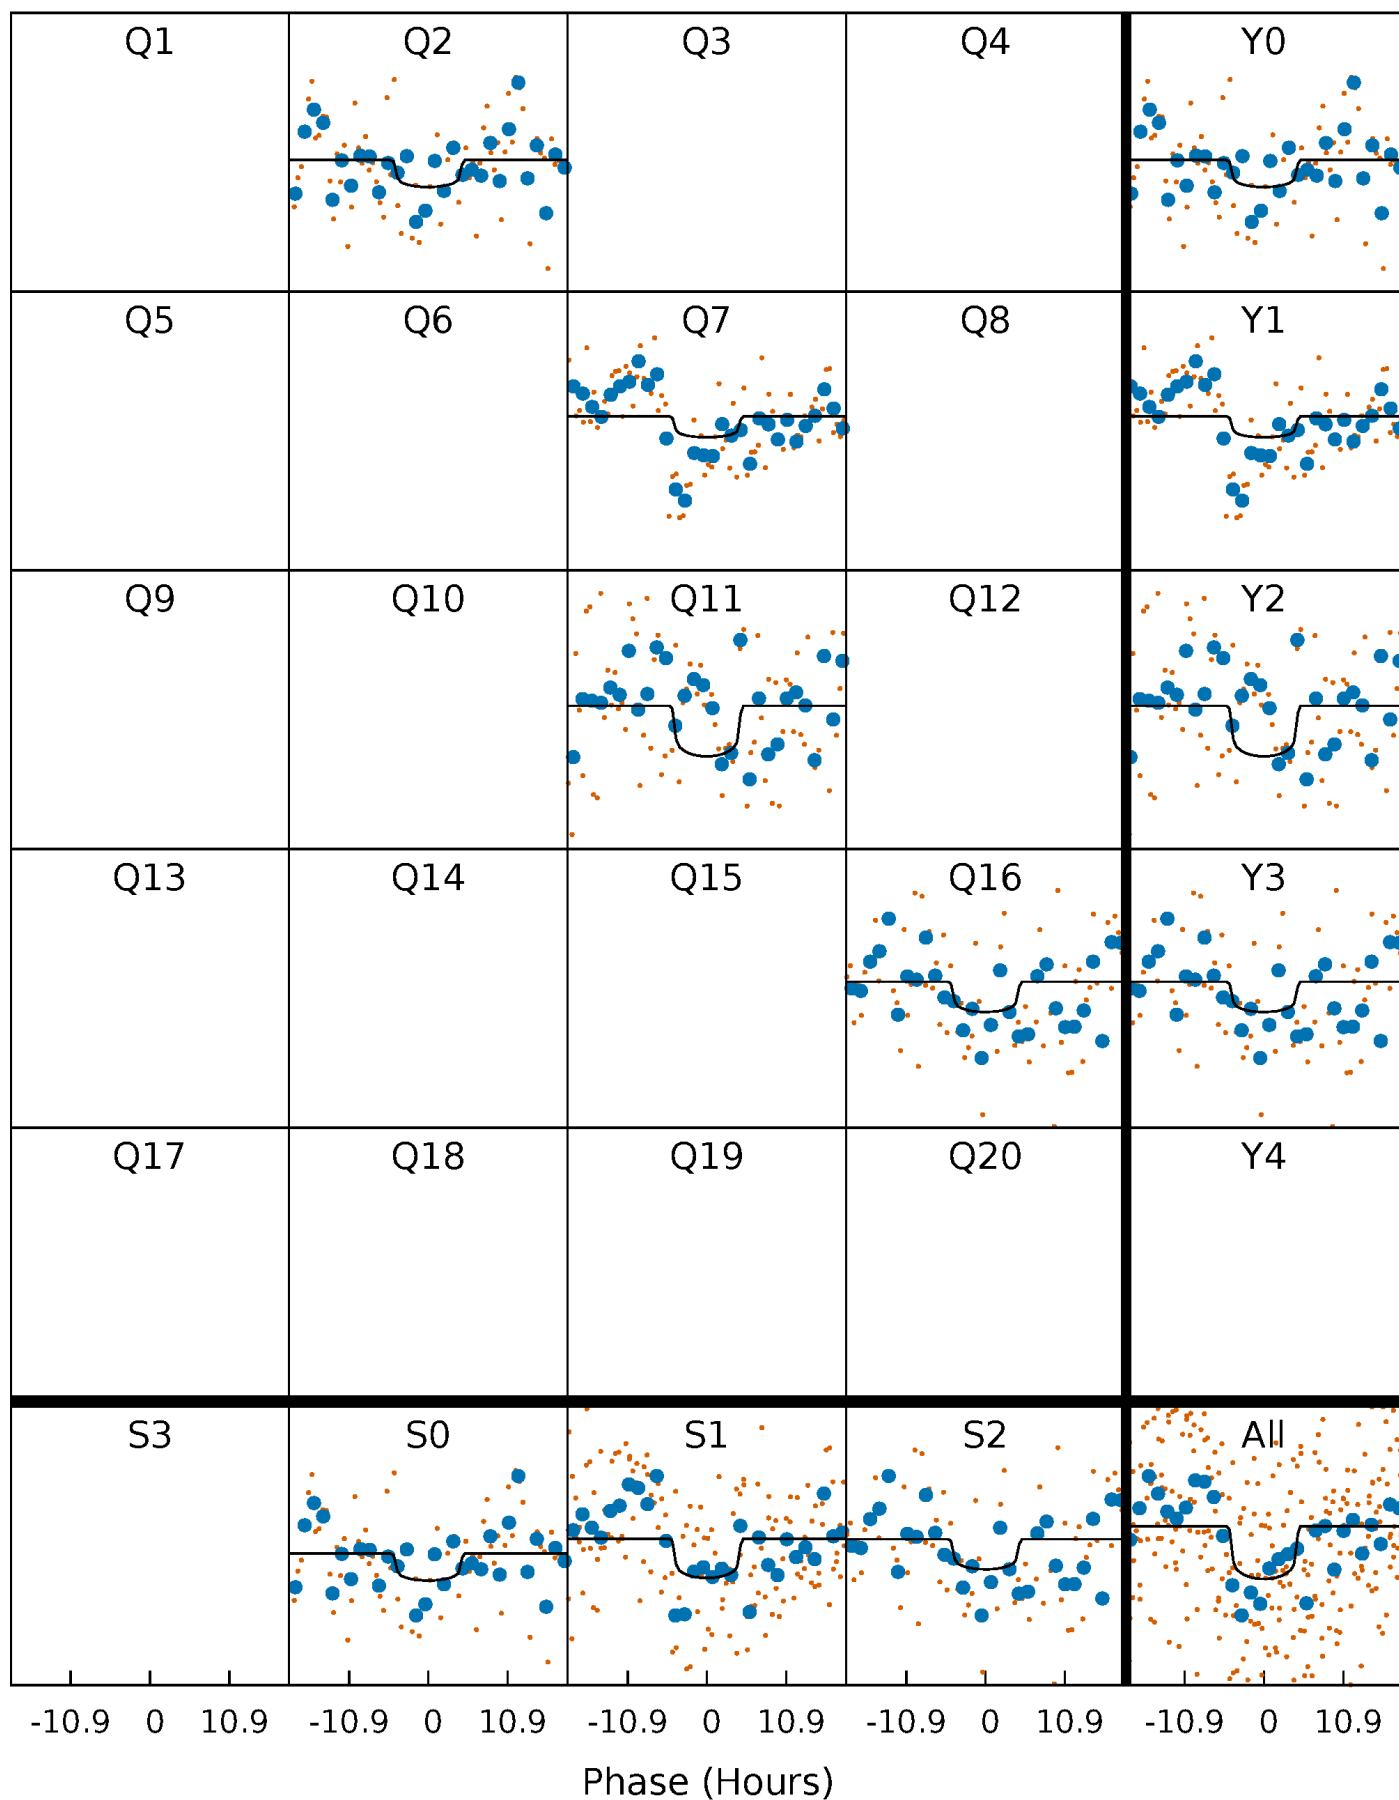 Q1 Q2 Q3 Q4 Y0
Q5 Q6 Q7 Q8 Y1
Q9 Q10 Q11 Q12 Y2
Q13 Q14 Q15 Q16 Y3
Q17 Q18 Q19 Q20 Y4
S3 S0 S1 S2 All
-10.9 0 10.9 -10.9 0 10.9 -10.9 0 10.9 -10.9 0 10.9 -10.9 0 10.9
Phase (Hours)